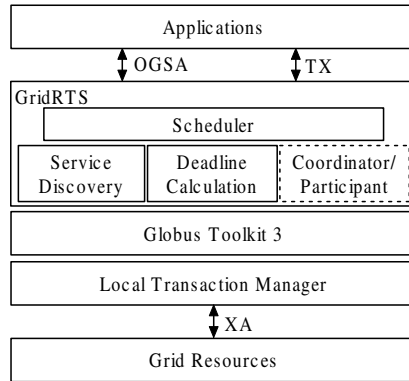 Applications
OGSA
TX
GridRTS
Scheduler
Service Discovery
Deadline Calculation
Coordinator/ Participant
Globus Toolkit 3
Local Transaction Manager
XA
Grid Resources